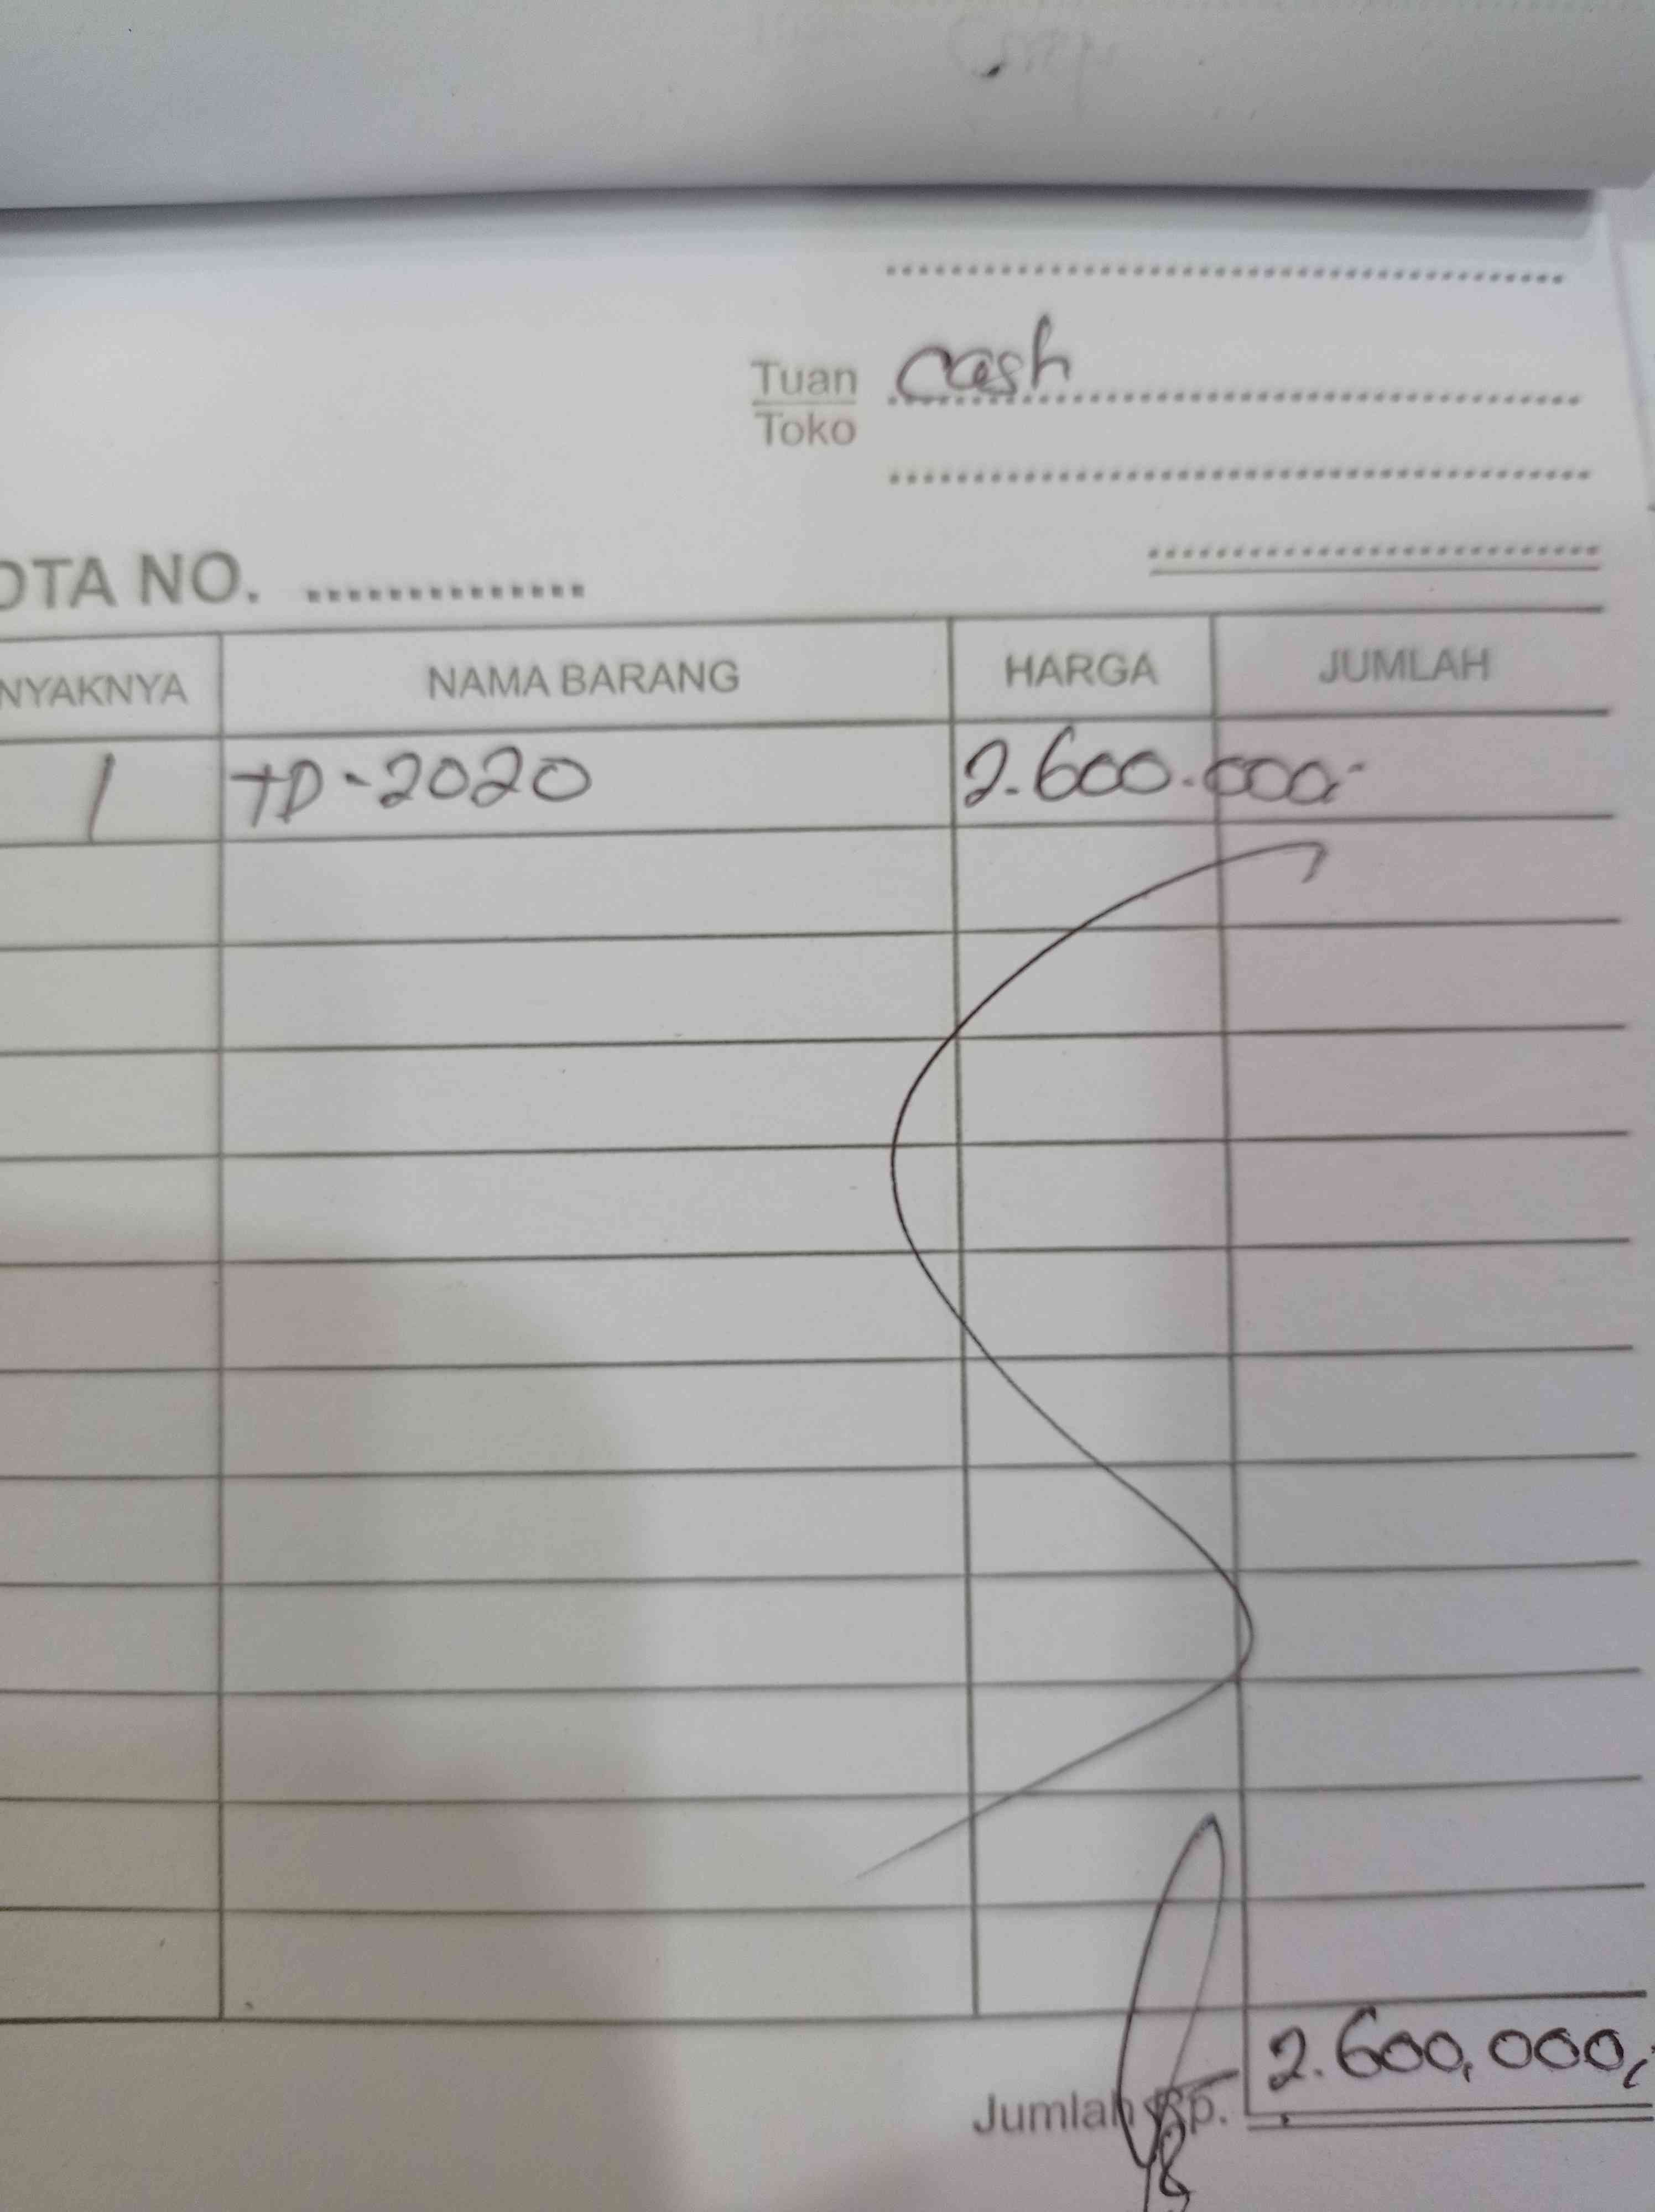 Tuan cash
Toko
OTA NO. ..............
NYAKNYA NAMA BARANG HARGA JUMLAH
1 TD-2020 2.600.000,-
Jumlah Rp. 2.600,000,-